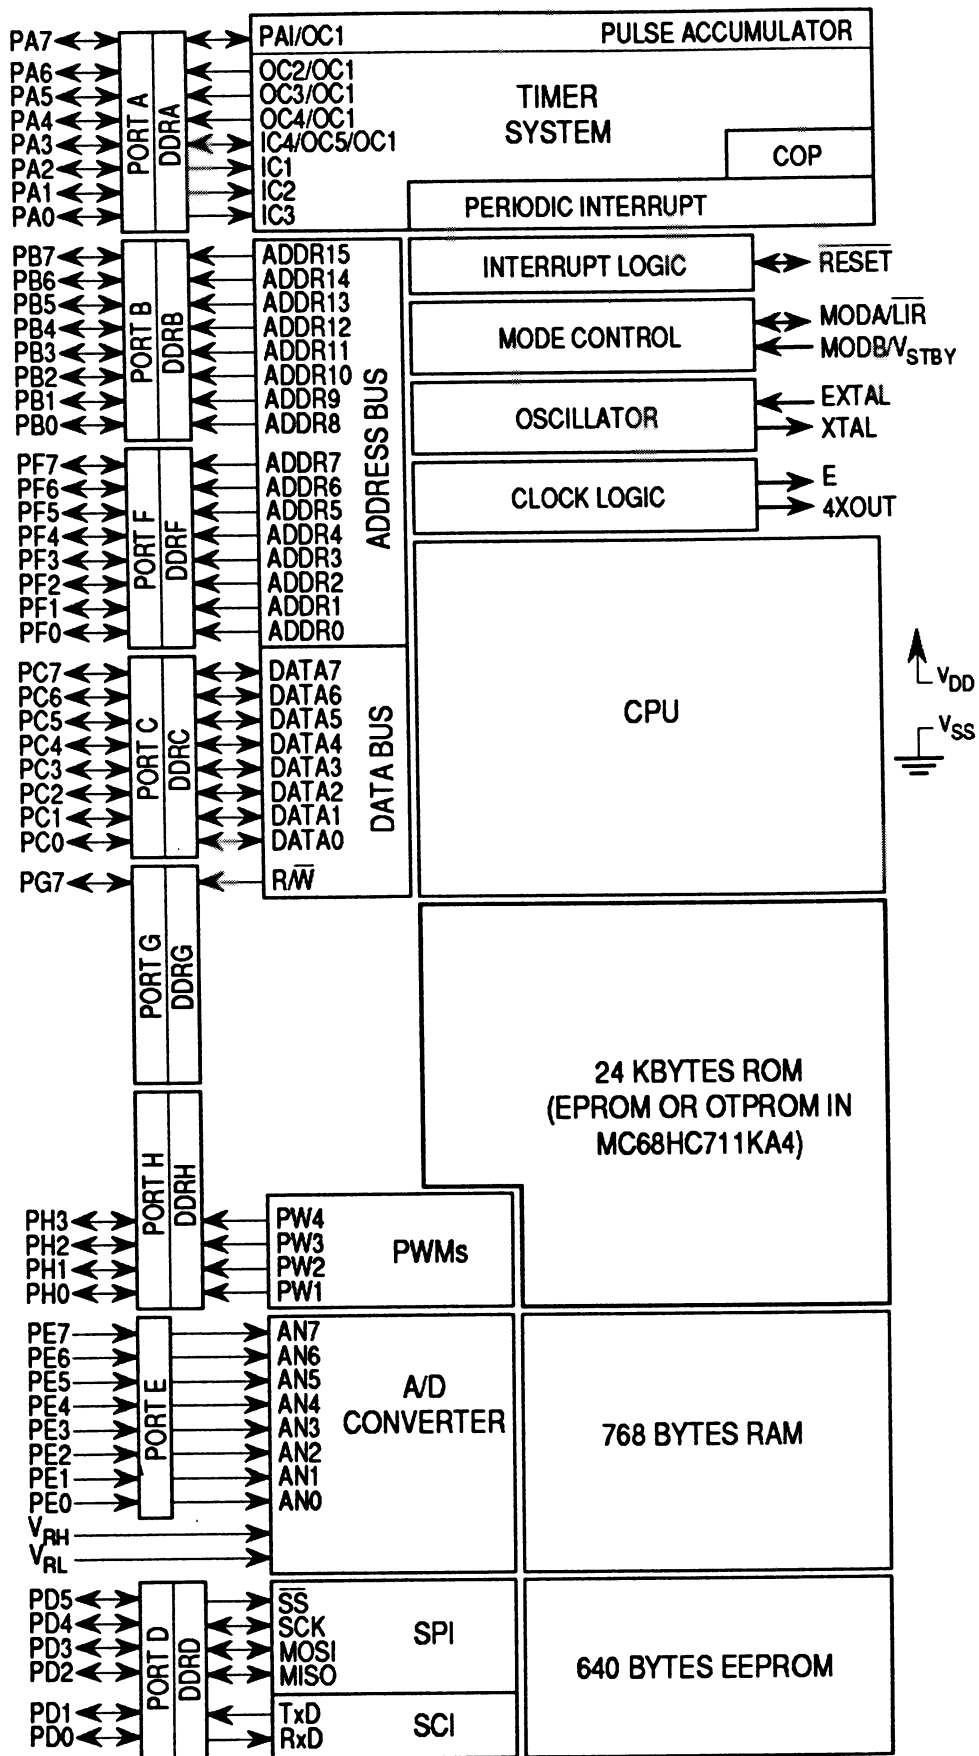 PA7 PAI/OC1 PULSE ACCUMULATOR
PA6 OC2/OC1
PA5 OC3/OC1
PA4 OC4/OC1
PA3 IC4/OC5/OC1
PA2 IC1
PA1 IC2
PA0 IC3
PORT A
DDRA
TIMER
SYSTEM
COP
PERIODIC INTERRUPT
PB7 ADDR15
PB6 ADDR14
PB5 ADDR13
PB4 ADDR12
PB3 ADDR11
PB2 ADDR10
PB1 ADDR9
PB0 ADDR8
PORT B
DDRB
PF7 ADDR7
PF6 ADDR6
PF5 ADDR5
PF4 ADDR4
PF3 ADDR3
PF2 ADDR2
PF1 ADDR1
PF0 ADDR0
PORT F
DDRF
ADDRESS BUS
INTERRUPT LOGIC
RESET
MODE CONTROL
MODA/LIR
MODB/VSTBY
OSCILLATOR
EXTAL
XTAL
CLOCK LOGIC
E
4XOUT
PC7 DATA7
PC6 DATA6
PC5 DATA5
PC4 DATA4
PC3 DATA3
PC2 DATA2
PC1 DATA1
PC0 DATA0
PORT C
DDRC
DATA BUS
CPU
VDD
VSS
PG7 R/W
PORT G
DDRG
24 KBYTES ROM
(EPROM OR OTPROM IN
MC68HC711KA4)
PORT H
DDRH
PH3 PW4
PH2 PW3
PH1 PW2
PH0 PW1
PWMs
PE7 AN7
PE6 AN6
PE5 AN5
PE4 AN4
PE3 AN3
PE2 AN2
PE1 AN1
PE0 AN0
PORT E
VRH
VRL
A/D
CONVERTER
768 BYTES RAM
PD5 SS
PD4 SCK
PD3 MOSI
PD2 MISO
PD1 TxD
PD0 RxD
PORT D
DDRD
SPI
SCI
640 BYTES EEPROM